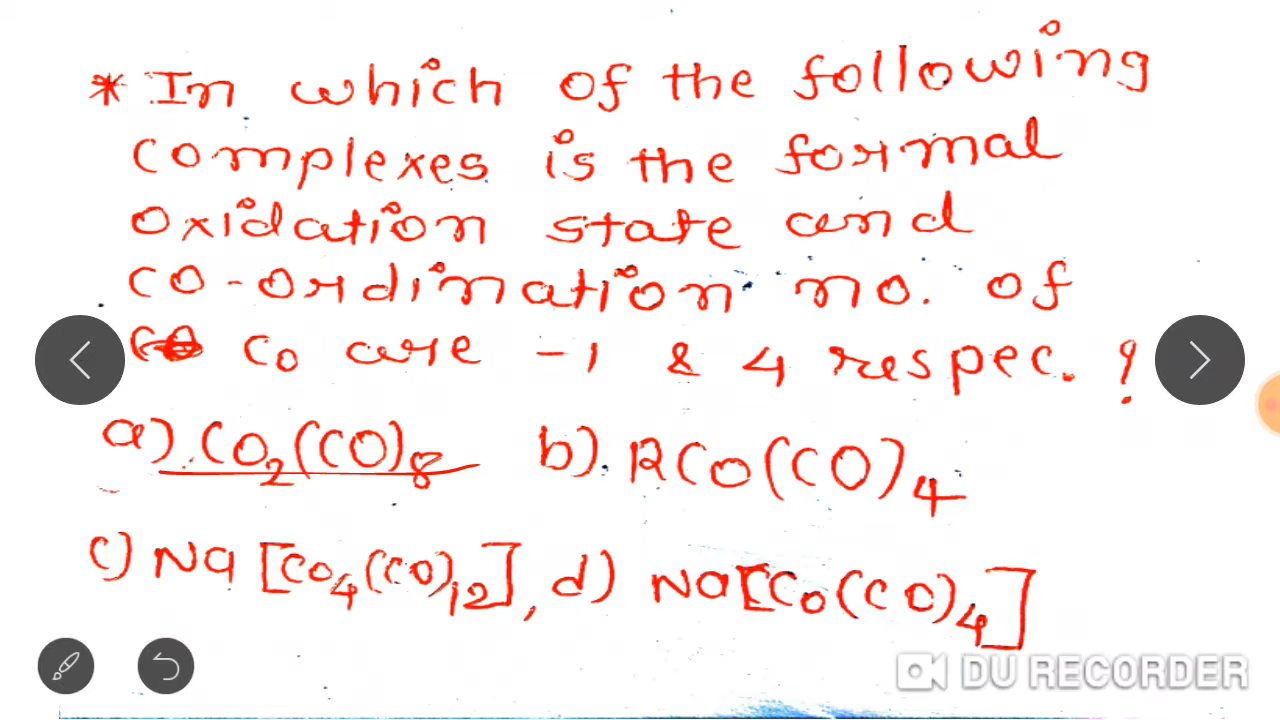 * In which of the following
complexes is the formal
oxidation state and
co-ordination no. of
Co are -1 & 4 respec. ?
a). CO2(CO)8 b). RCo(CO)4
c) Na [CO4(CO)12], d) Na[Co(CO)4]
DU RECORDER